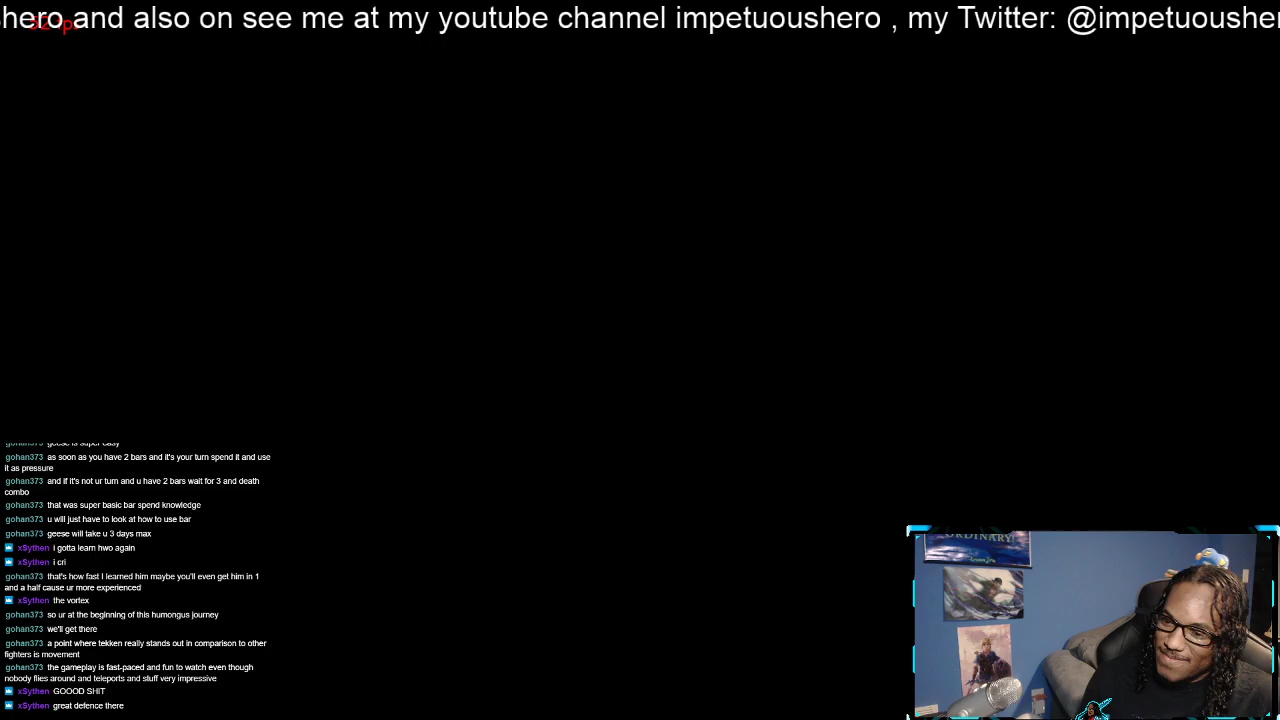 hero and also on see me at my youtube channel impetuoushero , my Twitter: @impetuousher
gohan373 geese is super easy
gohan373 as soon as you have 2 bars and it's your turn spend it and use
it as pressure
gohan373 and if it's not ur turn and u have 2 bars wait for 3 and death
combo
gohan373 that was super basic bar spend knowledge
gohan373 u will just have to look at how to use bar
gohan373 geese will take u 3 days max
xSythen i gotta learn hwo again
xSythen i cri
gohan373 that's how fast I learned him maybe you'll even get him in 1
and a half cause ur more experienced
xSythen the vortex
gohan373 so ur at the beginning of this humongus journey
gohan373 we'll get there
gohan373 a point where tekken really stands out in comparison to other
fighters is movement
gohan373 the gameplay is fast-paced and fun to watch even though
nobody flies around and teleports and stuff very impressive
xSythen GOOOD SHIT
xSythen great defence there
ORDINARY!